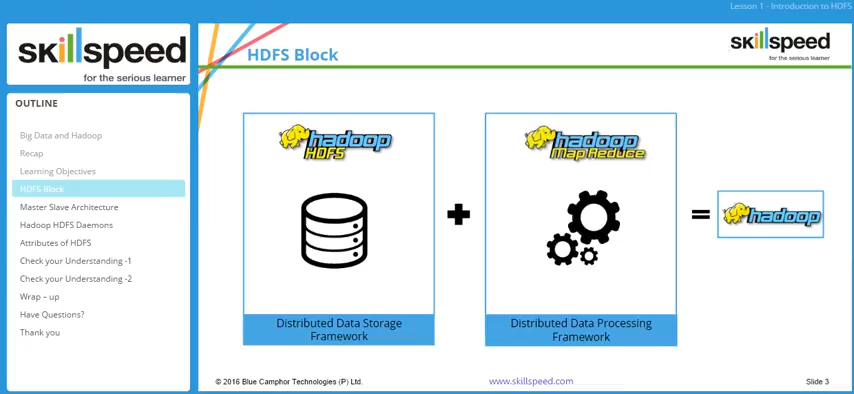 Lesson 1 - Introduction to HDFS
skillspeed
for the serious learner
OUTLINE
Big Data and Hadoop
Recap
Learning Objectives
HDFS Block
Master Slave Architecture
Hadoop HDFS Daemons
Attributes of HDFS
Check your Understanding -1
Check your Understanding -2
Wrap – up
Have Questions?
Thank you
HDFS Block
skillspeed
for the serious learner
hadoop
HDFS
Distributed Data Storage
Framework
+
hadoop
Map Reduce
Distributed Data Processing
Framework
=
hadoop
© 2016 Blue Camphor Technologies (P) Ltd.
www.skillspeed.com
Slide 3